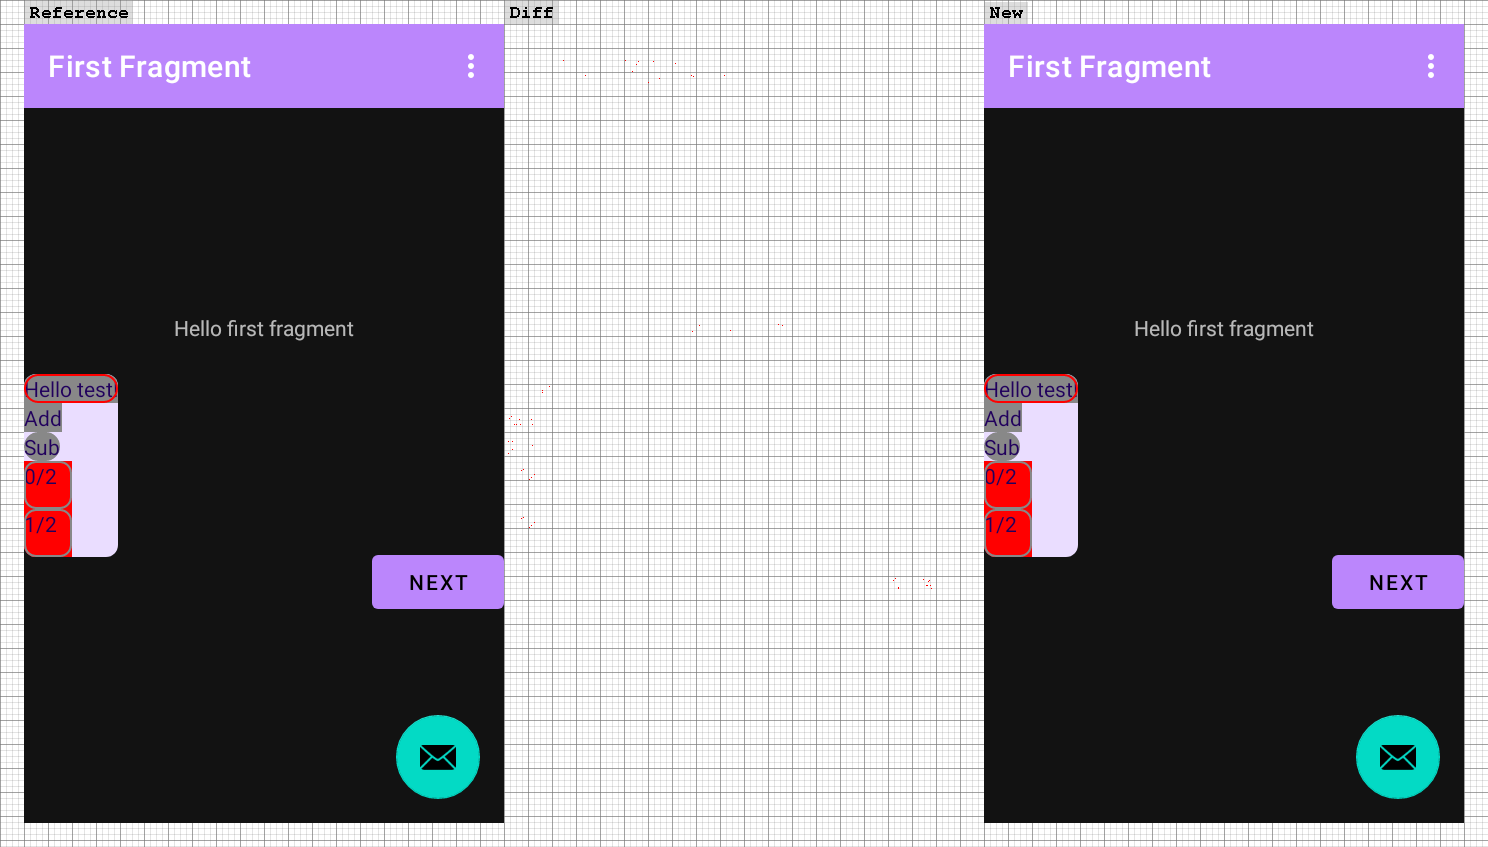 Reference
Diff
New
First Fragment
Hello first fragment
Hello test!
Add
Sub
0/2
1/2
NEXT
First Fragment
Hello first fragment
Hello test!
Add
Sub
0/2
1/2
NEXT